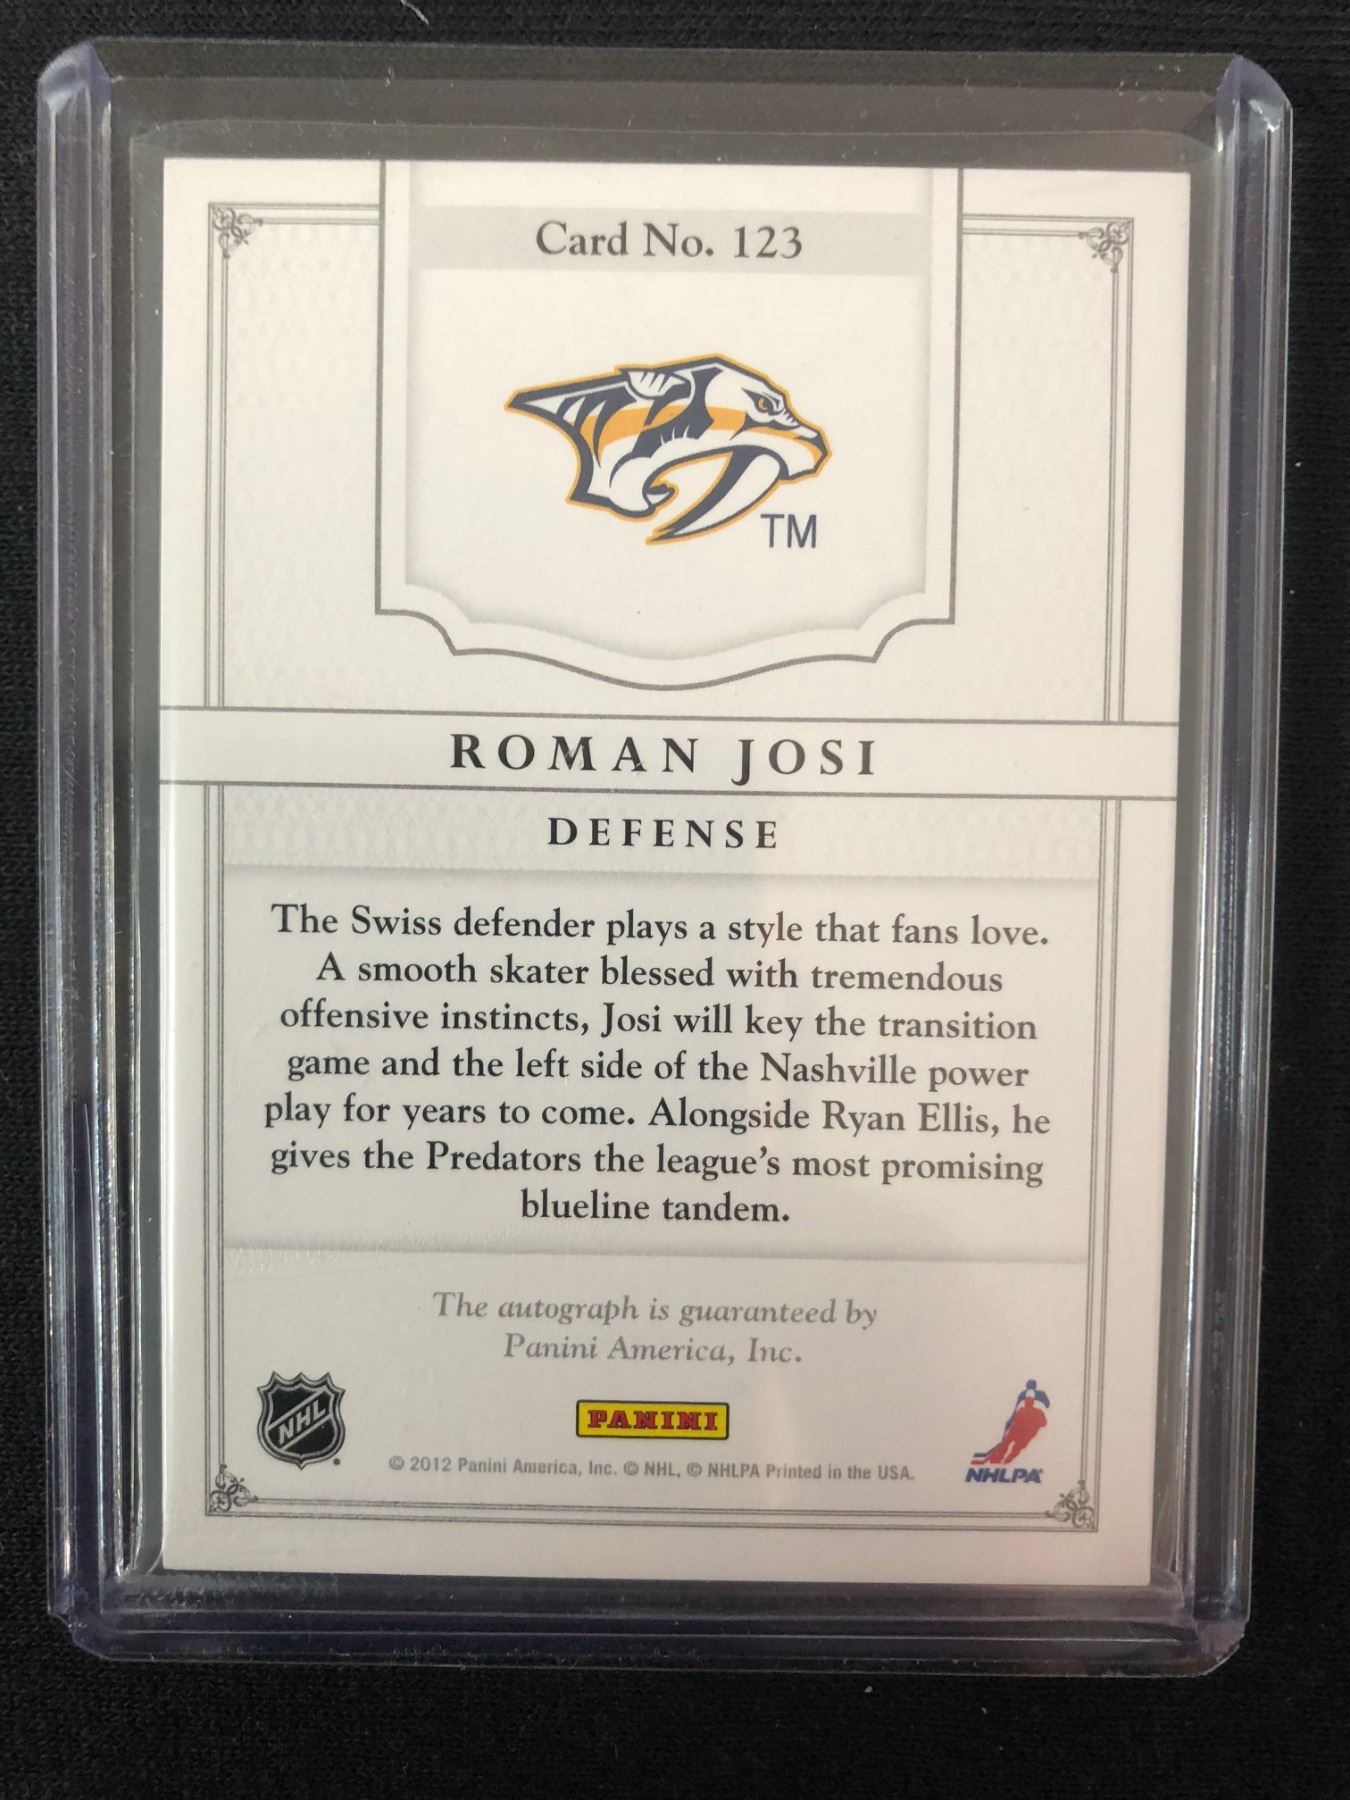 Card No. 123
TM
ROMAN JOSI
DEFENSE
The Swiss defender plays a style that fans love.
A smooth skater blessed with tremendous
offensive instincts, Josi will key the transition
game and the left side of the Nashville power
play for years to come. Alongside Ryan Ellis, he
gives the Predators the league's most promising
blueline tandem.
The autograph is guaranteed by
Panini America, Inc.
NHL
PANINI
NHLPA
© 2012 Panini America, Inc. © NHL, © NHLPA Printed in the USA.